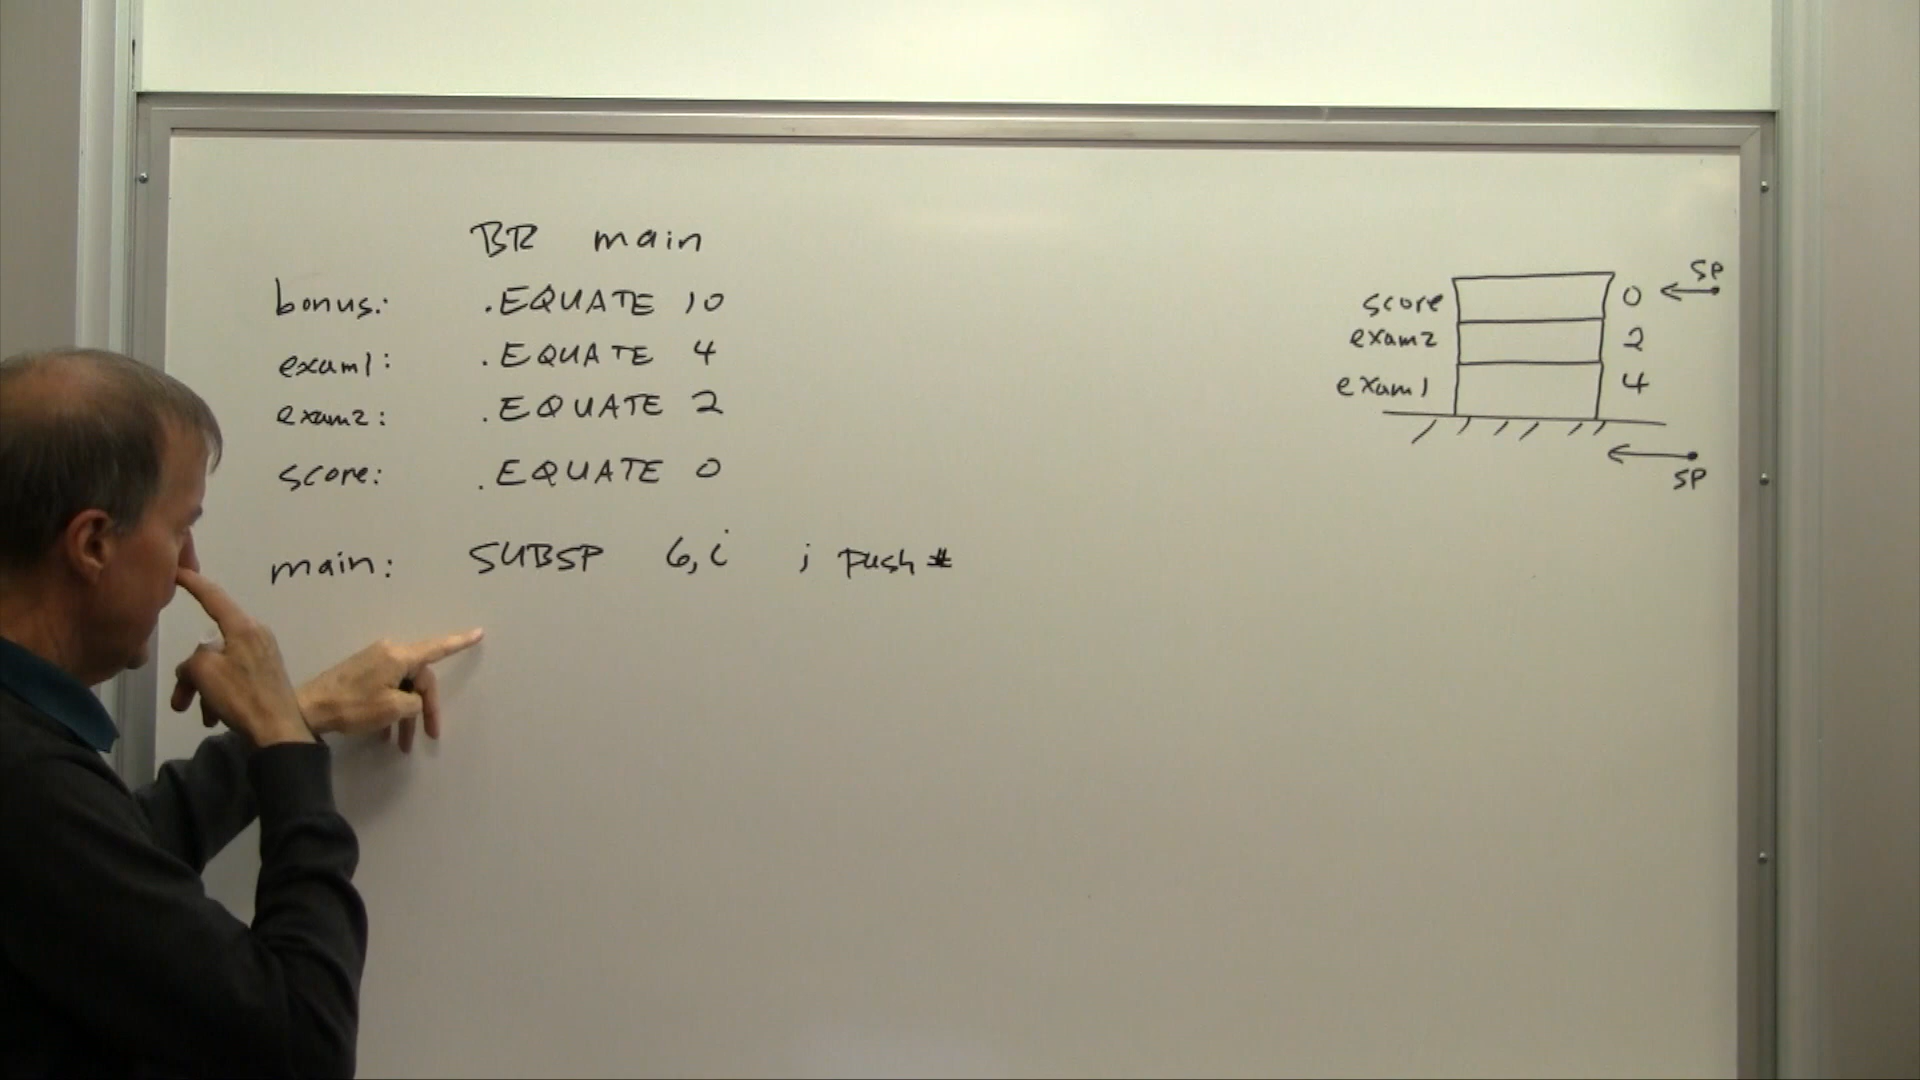 BR main
bonus: .EQUATE 10
exam1: .EQUATE 4
exam2: .EQUATE 2
score: .EQUATE 0
main: SUBSP 6,i ; push #
SP
score 0
exam2 2
exam1 4
SP